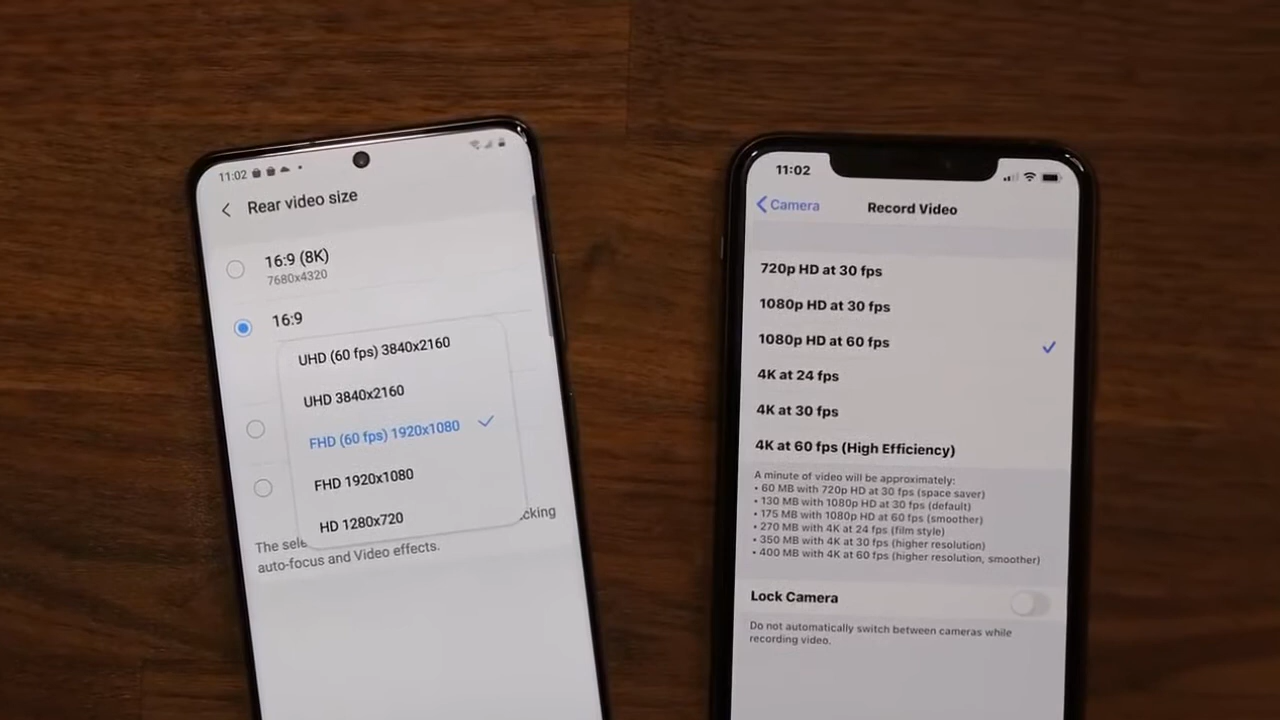 11:02
Rear video size
16:9 (8K)
7680x4320
16:9
UHD (60 fps) 3840x2160
UHD 3840x2160
FHD (60 fps) 1920x1080
FHD 1920x1080
HD 1280x720
The sele cking
auto-focus and Video effects.
11:02
Camera
Record Video
720p HD at 30 fps
1080p HD at 30 fps
1080p HD at 60 fps
4K at 24 fps
4K at 30 fps
4K at 60 fps (High Efficiency)
A minute of video will be approximately:
• 60 MB with 720p HD at 30 fps (space saver)
• 130 MB with 1080p HD at 30 fps (default)
• 175 MB with 1080p HD at 60 fps (smoother)
• 270 MB with 4K at 24 fps (film style)
• 350 MB with 4K at 30 fps (higher resolution)
• 400 MB with 4K at 60 fps (higher resolution, smoother)
Lock Camera
Do not automatically switch between cameras while
recording video.